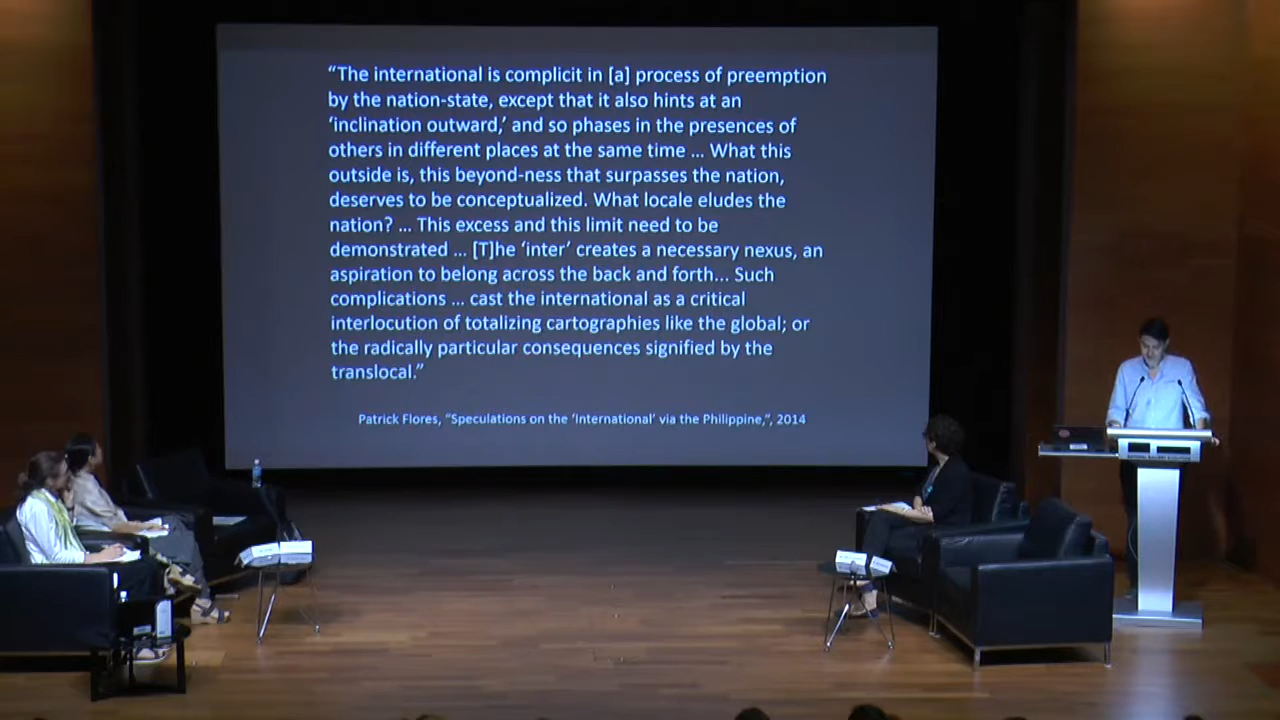 “The international is complicit in [a] process of preemption
by the nation-state, except that it also hints at an
‘inclination outward,’ and so phases in the presences of
others in different places at the same time ... What this
outside is, this beyond-ness that surpasses the nation,
deserves to be conceptualized. What locale eludes the
nation? ... This excess and this limit need to be
demonstrated ... [T]he ‘inter’ creates a necessary nexus, an
aspiration to belong across the back and forth... Such
complications ... cast the international as a critical
interlocution of totalizing cartographies like the global; or
the radically particular consequences signified by the
translocal.”
Patrick Flores, “Speculations on the ‘International’ via the Philippine,”, 2014